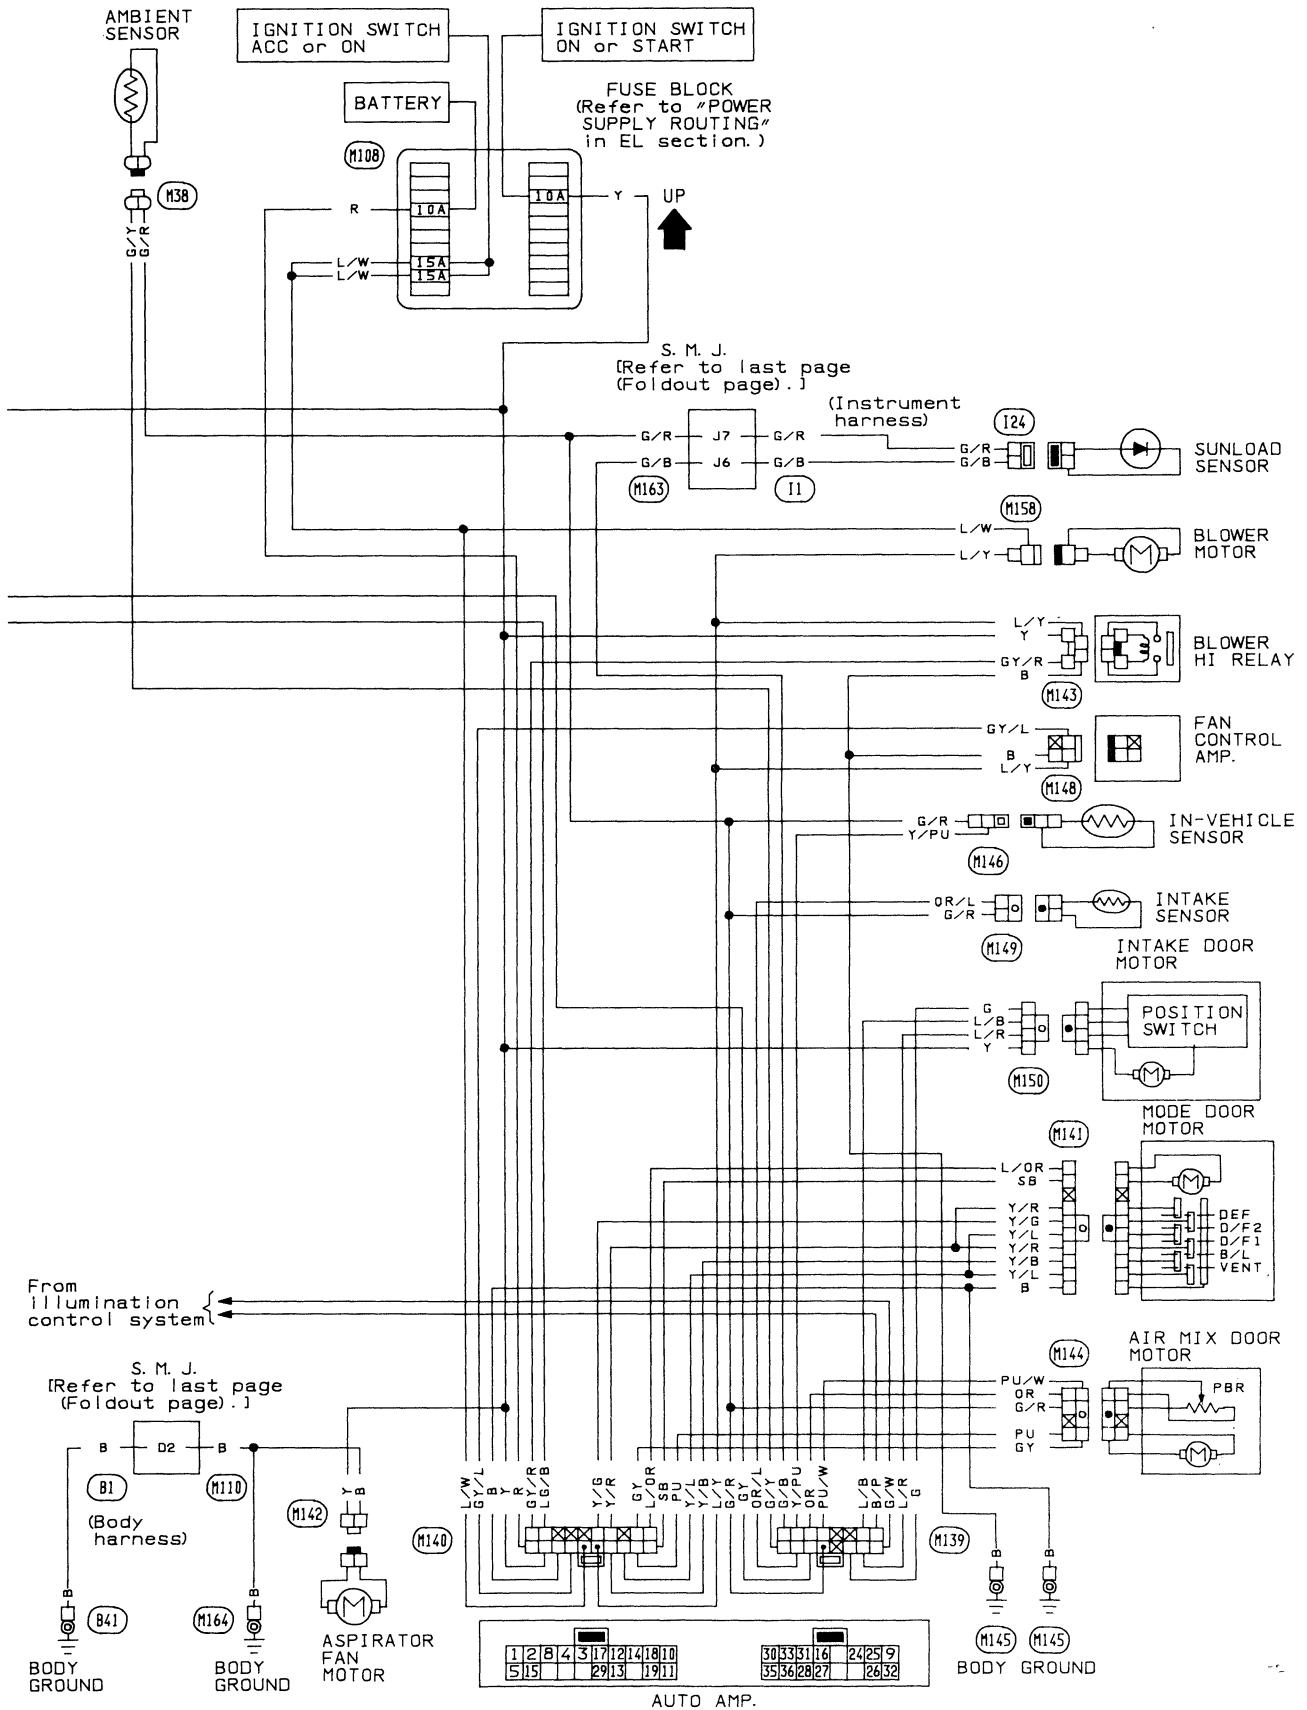 AMBIENT
SENSOR
IGNITION SWITCH
ACC or ON
IGNITION SWITCH
ON or START
BATTERY
FUSE BLOCK
(Refer to "POWER
SUPPLY ROUTING"
in EL section.)
M108
M38
10A
10A
R
Y
UP
G/Y
G/R
L/W
15A
L/W
15A
S. M. J.
[Refer to last page
(Foldout page).]
(Instrument
harness)
I24
G/R
J7
G/R
G/R
G/B
J6
G/B
G/B
M163
I1
SUNLOAD
SENSOR
M158
L/W
L/Y
M
BLOWER
MOTOR
L/Y
Y
GY/R
B
M143
BLOWER
HI RELAY
GY/L
B
L/Y
M148
FAN
CONTROL
AMP.
G/R
Y/PU
M146
IN-VEHICLE
SENSOR
OR/L
G/R
M149
INTAKE
SENSOR
INTAKE DOOR
MOTOR
G
L/B
L/R
Y
M150
POSITION
SWITCH
M
MODE DOOR
MOTOR
M141
L/OR
SB
Y/R
Y/G
Y/L
Y/R
Y/B
Y/L
B
M
DEF
D/F2
D/F1
B/L
VENT
From
illumination
control system
AIR MIX DOOR
MOTOR
M144
PU/W
OR
G/R
PU
GY
PBR
M
S. M. J.
[Refer to last page
(Foldout page).]
B
D2
B
B1
M110
(Body
harness)
Y
B
M142
M
ASPIRATOR
FAN
MOTOR
B
B41
BODY
GROUND
B
M164
BODY
GROUND
L/W
GY/L
B
Y
R
GY/R
LG/B
Y/G
Y/R
GY
L/OR
SB
PU
Y/L
Y/B
L/Y
G/R
GY
OR/L
G/Y
G/B
Y/PU
OR
PU/W
L/B
B/P
G/W
L/R
G
M140
M139
B
B
M145
M145
BODY GROUND
1 2 8 4 3 17 12 14 18 10
5 15 29 13 19 11
30 33 31 16 24 25 9
35 36 28 27 26 32
AUTO AMP.